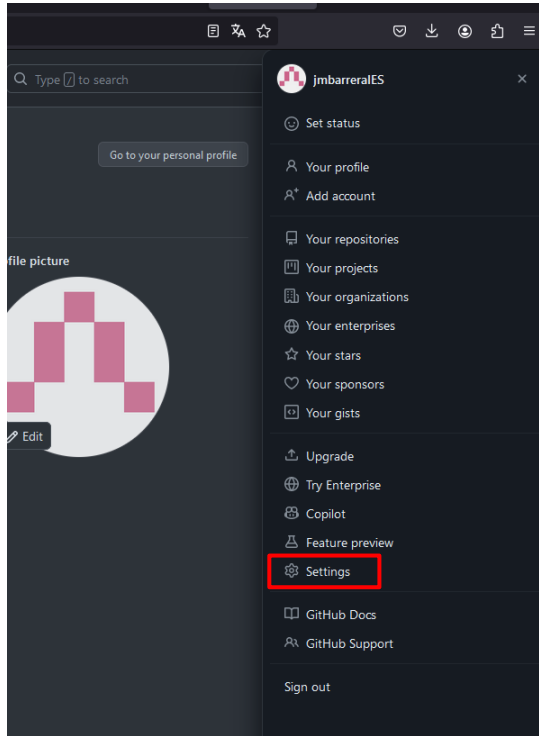 Type / to search
jmbarreralES
Set status
Go to your personal profile
Your profile
Add account
Your repositories
file picture
Your projects
Your organizations
Your enterprises
Your stars
Your sponsors
Your gists
Edit
Upgrade
Try Enterprise
Copilot
Feature preview
Settings
GitHub Docs
GitHub Support
Sign out